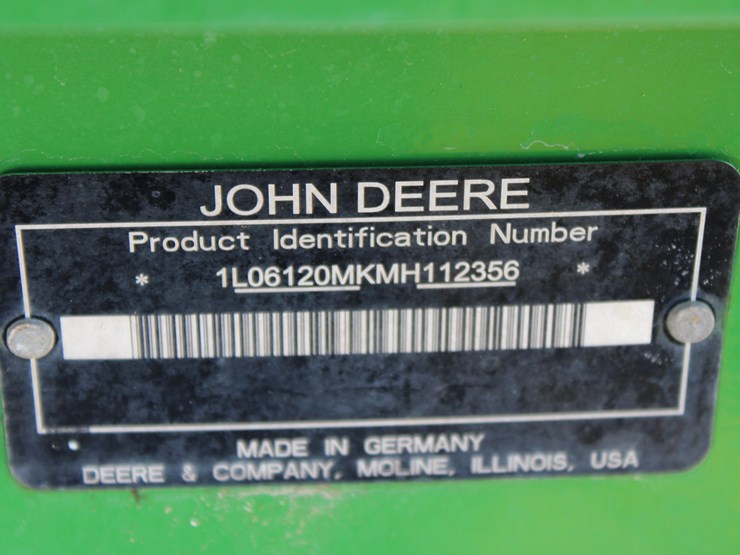 JOHN DEERE
Product Identification Number
* 1L06120MKMH112356 *
MADE IN GERMANY
DEERE & COMPANY, MOLINE, ILLINOIS, USA